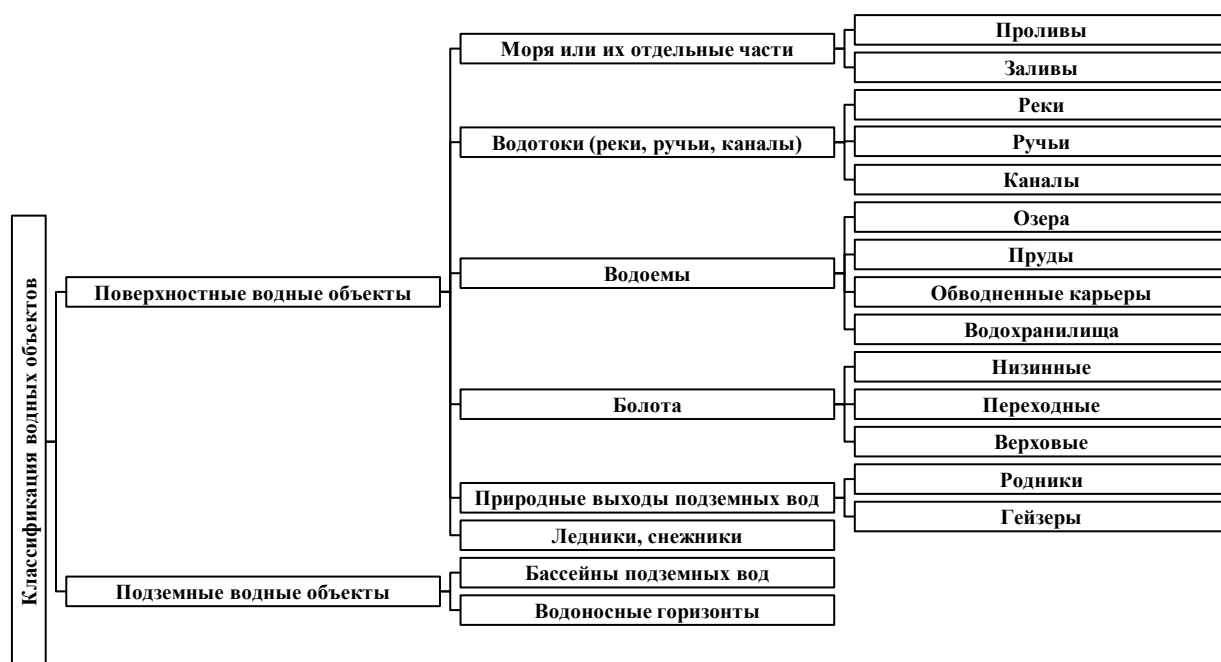 Классификация водных объектов
Поверхностные водные объекты
Моря или их отдельные части
Проливы
Заливы
Водотоки (реки, ручьи, каналы)
Реки
Ручьи
Каналы
Водоемы
Озера
Пруды
Обводненные карьеры
Водохранилища
Болота
Низинные
Переходные
Верховые
Природные выходы подземных вод
Родники
Гейзеры
Ледники, снежники
Подземные водные объекты
Бассейны подземных вод
Водоносные горизонты